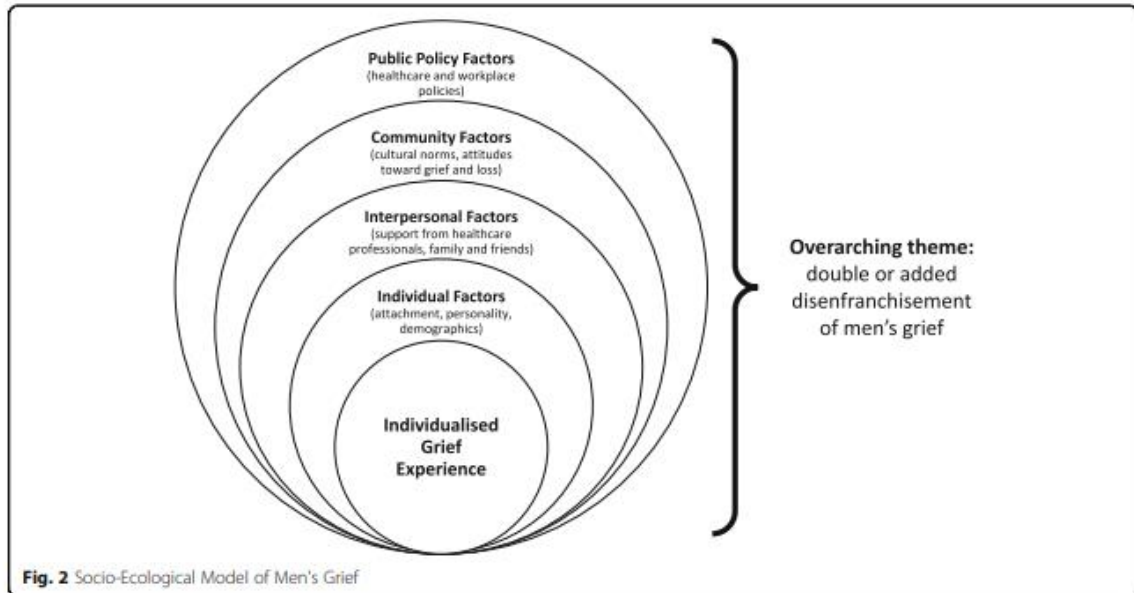 Public Policy Factors
(healthcare and workplace
policies)
Community Factors
(cultural norms, attitudes
toward grief and loss)
Interpersonal Factors
(support from healthcare
professionals, family and friends)
Individual Factors
(attachment, personality,
demographics)
Individualised
Grief
Experience
Overarching theme:
double or added
disenfranchisement
of men's grief
Fig. 2 Socio-Ecological Model of Men's Grief